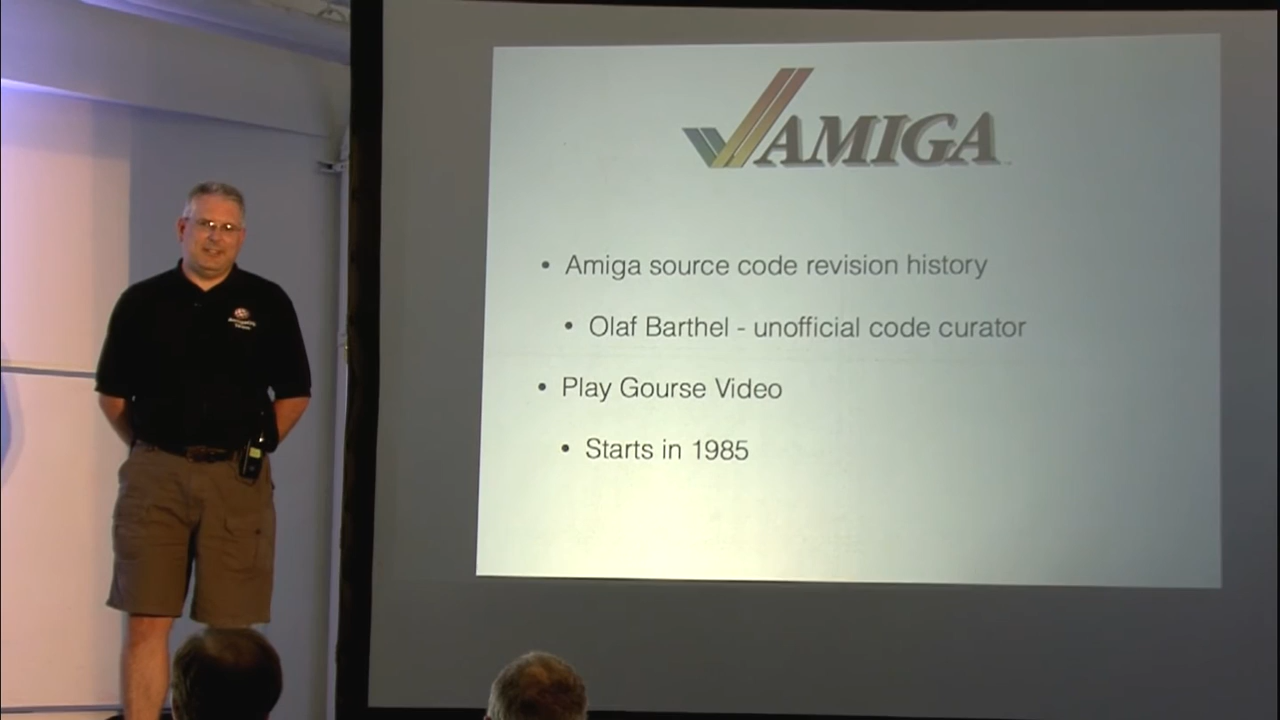 AMIGA
• Amiga source code revision history
• Olaf Barthel - unofficial code curator
• Play Gourse Video
• Starts in 1985